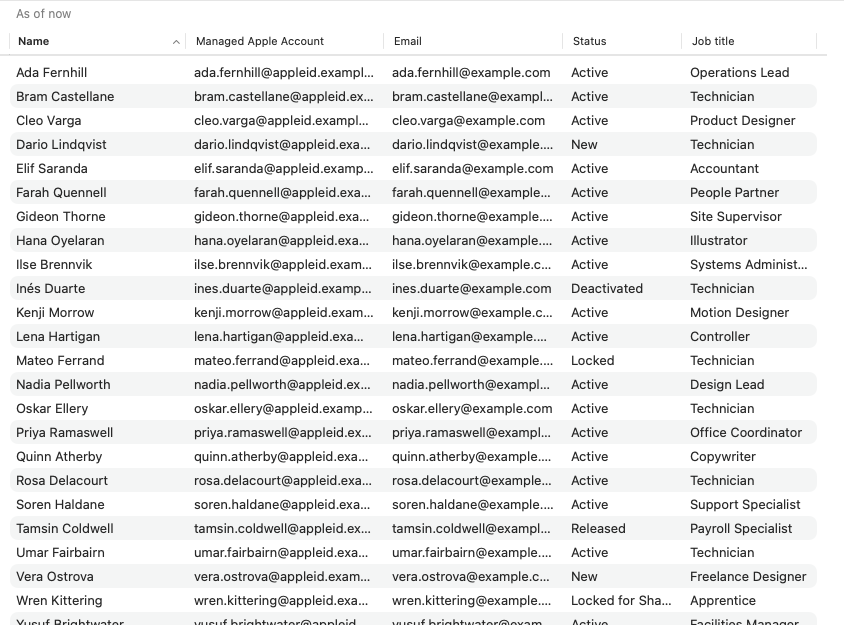 As of now
Name Managed Apple Account Email Status Job title
Ada Fernhill ada.fernhill@appleid.exampl... ada.fernhill@example.com Active Operations Lead
Bram Castellane bram.castellane@appleid.ex... bram.castellane@exampl... Active Technician
Cleo Varga cleo.varga@appleid.exampl... cleo.varga@example.com Active Product Designer
Dario Lindqvist dario.lindqvist@appleid.exa... dario.lindqvist@example.... New Technician
Elif Saranda elif.saranda@appleid.examp... elif.saranda@example.com Active Accountant
Farah Quennell farah.quennell@appleid.exa... farah.quennell@example... Active People Partner
Gideon Thorne gideon.thorne@appleid.exa... gideon.thorne@example.... Active Site Supervisor
Hana Oyelaran hana.oyelaran@appleid.exa... hana.oyelaran@example.... Active Illustrator
Ilse Brennvik ilse.brennvik@appleid.exam... ilse.brennvik@example.c... Active Systems Administ...
Inés Duarte ines.duarte@appleid.examp... ines.duarte@example.com Deactivated Technician
Kenji Morrow kenji.morrow@appleid.exam... kenji.morrow@example.c... Active Motion Designer
Lena Hartigan lena.hartigan@appleid.exa... lena.hartigan@example.... Active Controller
Mateo Ferrand mateo.ferrand@appleid.exa... mateo.ferrand@example.... Locked Technician
Nadia Pellworth nadia.pellworth@appleid.ex... nadia.pellworth@exampl... Active Design Lead
Oskar Ellery oskar.ellery@appleid.examp... oskar.ellery@example.com Active Technician
Priya Ramaswell priya.ramaswell@appleid.ex... priya.ramaswell@exampl... Active Office Coordinator
Quinn Atherby quinn.atherby@appleid.exa... quinn.atherby@example.... Active Copywriter
Rosa Delacourt rosa.delacourt@appleid.exa... rosa.delacourt@example... Active Technician
Soren Haldane soren.haldane@appleid.exa... soren.haldane@example.... Active Support Specialist
Tamsin Coldwell tamsin.coldwell@appleid.ex... tamsin.coldwell@exampl... Released Payroll Specialist
Umar Fairbairn umar.fairbairn@appleid.exa... umar.fairbairn@example.... Active Technician
Vera Ostrova vera.ostrova@appleid.exam... vera.ostrova@example.c... New Freelance Designer
Wren Kittering wren.kittering@appleid.exa... wren.kittering@example.... Locked for Sha... Apprentice
Yusuf Brightwater yusuf.brightwater@appleid... yusuf.brightwater@exam... Active Facilities Manager